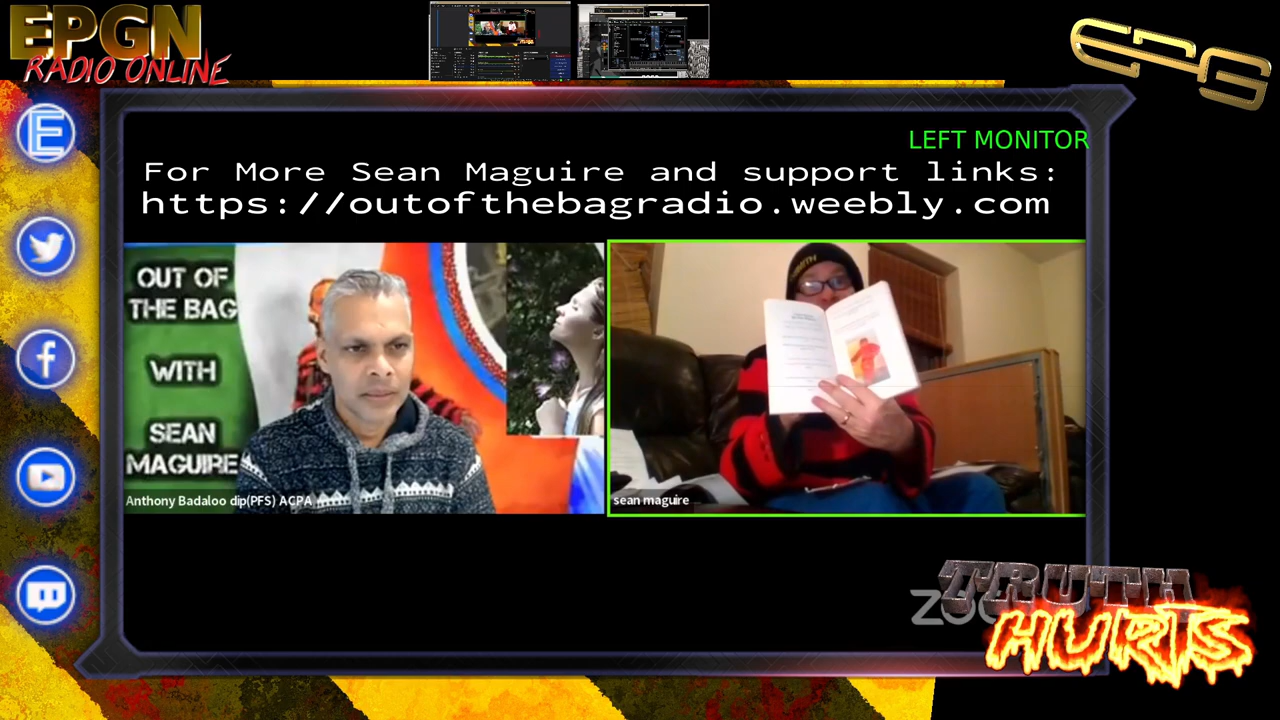 EPGN
RADIO ONLINE
EPG
LEFT MONITOR
For More Sean Maguire and support links:
https://outofthebagradio.weebly.com
OUT OF
THE BAG
WITH
SEAN
MAGUIRE
Anthony Badaloo dip(PFS) ACPA
sean maguire
TRUTH
HURTS